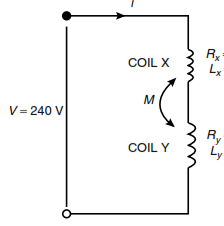 I
COIL X
Rx =
Lx
M
V = 240 V
COIL Y
Ry
Ly